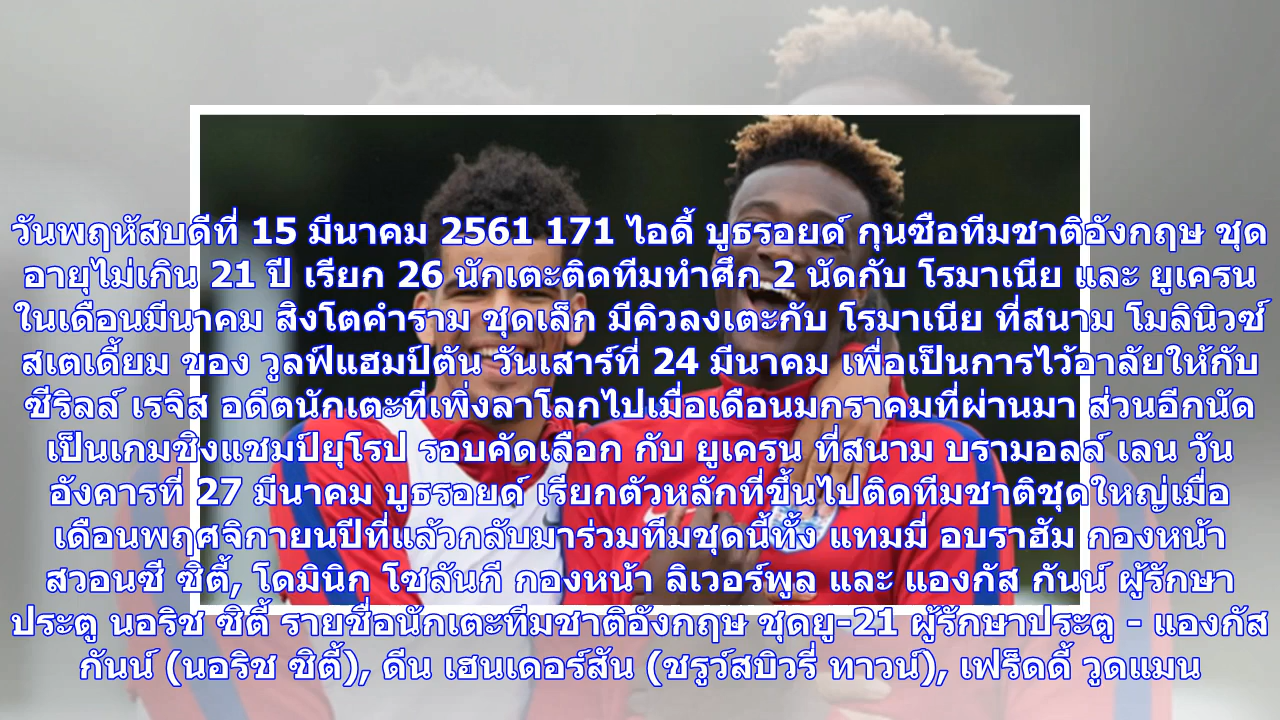 วันพฤหัสบดีที่ 15 มีนาคม 2561 171 ไอดี้ บูธรอยด์ กุนซือทีมชาติอังกฤษ ชุด
อายุไม่เกิน 21 ปี เรียก 26 นักเตะติดทีมทำศึก 2 นัดกับ โรมาเนีย และ ยูเครน
ในเดือนมีนาคม สิงโตคำราม ชุดเล็ก มีคิวลงเตะกับ โรมาเนีย ที่สนาม โมลินิวซ์
สเตเดี้ยม ของ วูลฟ์แฮมป์ตัน วันเสาร์ที่ 24 มีนาคม เพื่อเป็นการไว้อาลัยให้กับ
ซีริลล์ เรจิส อดีตนักเตะที่เพิ่งลาโลกไปเมื่อเดือนมกราคมที่ผ่านมา ส่วนอีกนัด
เป็นเกมชิงแชมป์ยุโรป รอบคัดเลือก กับ ยูเครน ที่สนาม บรามอลล์ เลน วัน
อังคารที่ 27 มีนาคม บูธรอยด์ เรียกตัวหลักที่ขึ้นไปติดทีมชาติชุดใหญ่เมื่อ
เดือนพฤศจิกายนปีที่แล้วกลับมาร่วมทีมชุดนี้ทั้ง แทมมี่ อบราฮัม กองหน้า
สวอนซี ซิตี้, โดมินิก โซลันกี กองหน้า ลิเวอร์พูล และ แองกัส กันน์ ผู้รักษา
ประตู นอริช ซิตี้ รายชื่อนักเตะทีมชาติอังกฤษ ชุดยู-21 ผู้รักษาประตู - แองกัส
กันน์ (นอริช ซิตี้), ดีน เฮนเดอร์สัน (ชรูว์สบิวรี่ ทาวน์), เฟร็ดดี้ วูดแมน